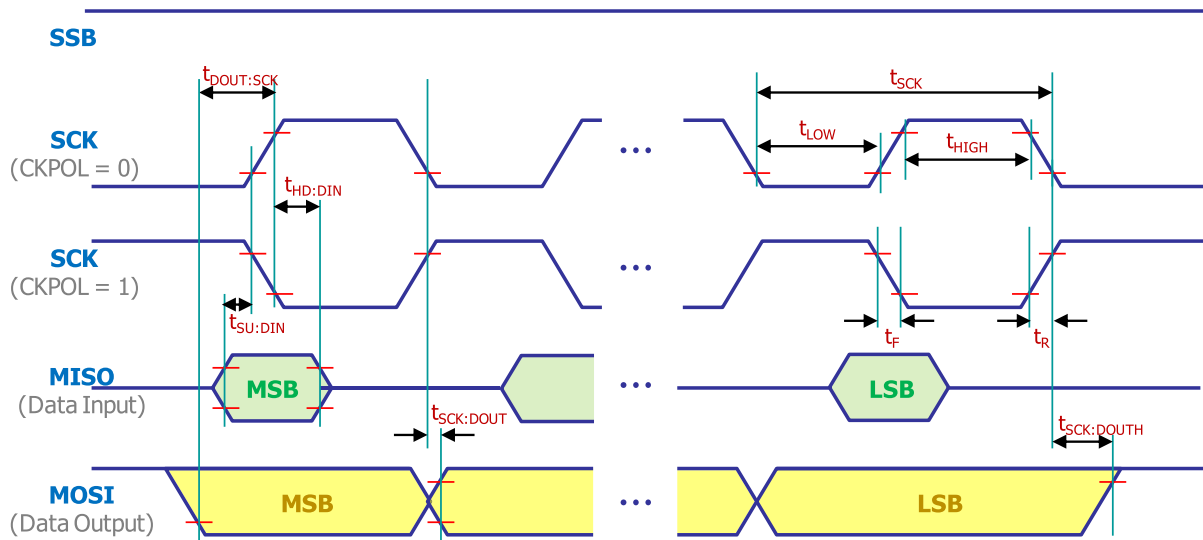 SSB
tDOUT:SCK
tSCK
SCK
(CKPOL = 0)
tLOW
tHIGH
...
tHD:DIN
SCK
(CKPOL = 1)
...
tSU:DIN
tF
tR
MISO
(Data Input)
MSB
...
LSB
tSCK:DOUT
tSCK:DOUTH
MOSI
(Data Output)
MSB
...
LSB